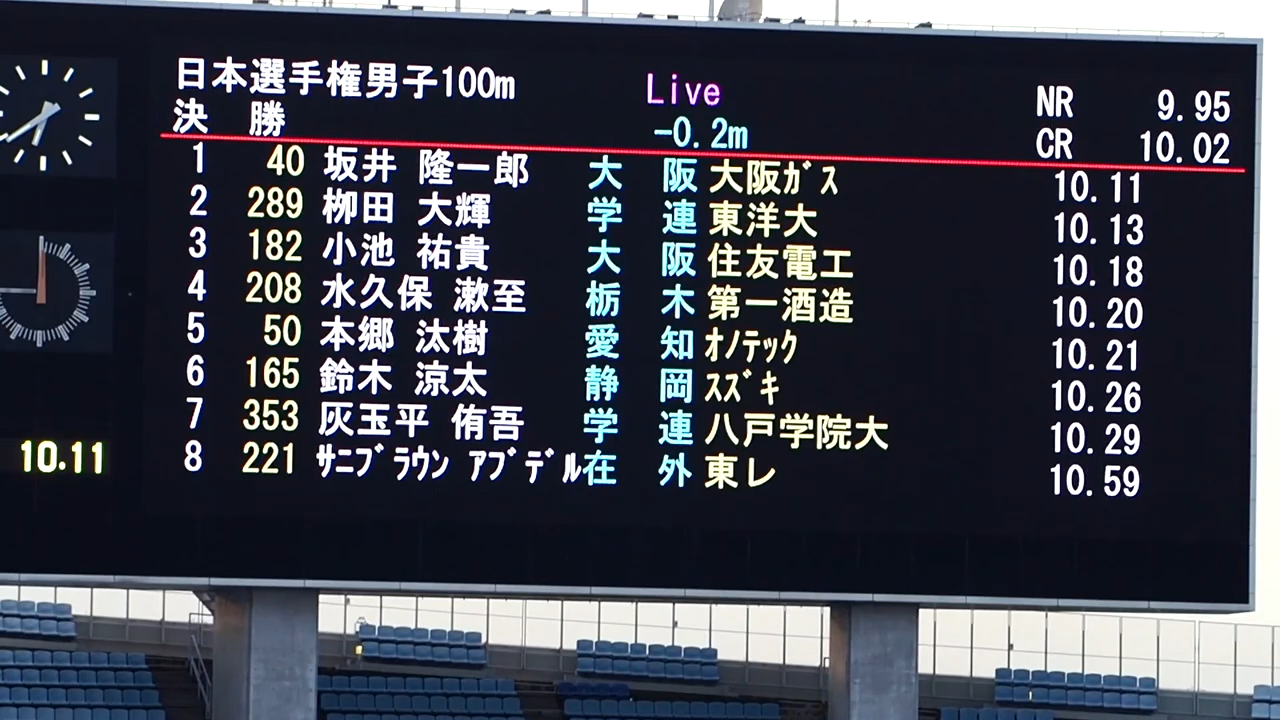 日本選手権男子100m Live NR 9.95
決 勝 -0.2m CR 10.02
1 40 坂井 隆一郎 大 阪 大阪ｶﾞｽ 10.11
2 289 栁田 大輝 学 連 東洋大 10.13
3 182 小池 祐貴 大 阪 住友電工 10.18
4 208 水久保 漱至 栃 木 第一酒造 10.20
5 50 本郷 汰樹 愛 知 ｵﾉﾃｯｸ 10.21
6 165 鈴木 涼太 静 岡 ｽｽﾞｷ 10.26
7 353 灰玉平 侑吾 学 連 八戸学院大 10.29
8 221 ｻﾆﾌﾞﾗｳﾝ ｱﾌﾞﾃﾞﾙ 在 外 東レ 10.59
10.11